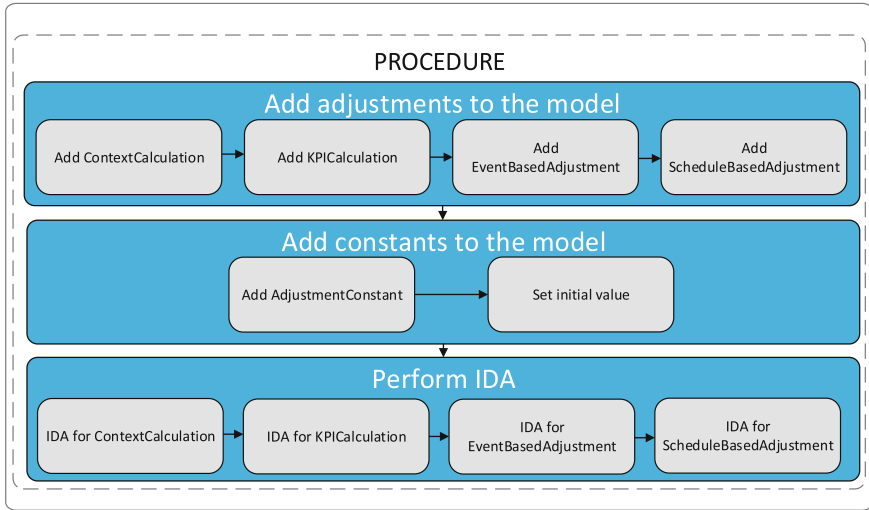 PROCEDURE
Add adjustments to the model
Add ContextCalculation
Add KPICalculation
Add
EventBasedAdjustment
Add
ScheduleBasedAdjustment
Add constants to the model
Add AdjustmentConstant
Set initial value
Perform IDA
IDA for ContextCalculation
IDA for KPICalculation
IDA for
EventBasedAdjustment
IDA for
ScheduleBasedAdjustment